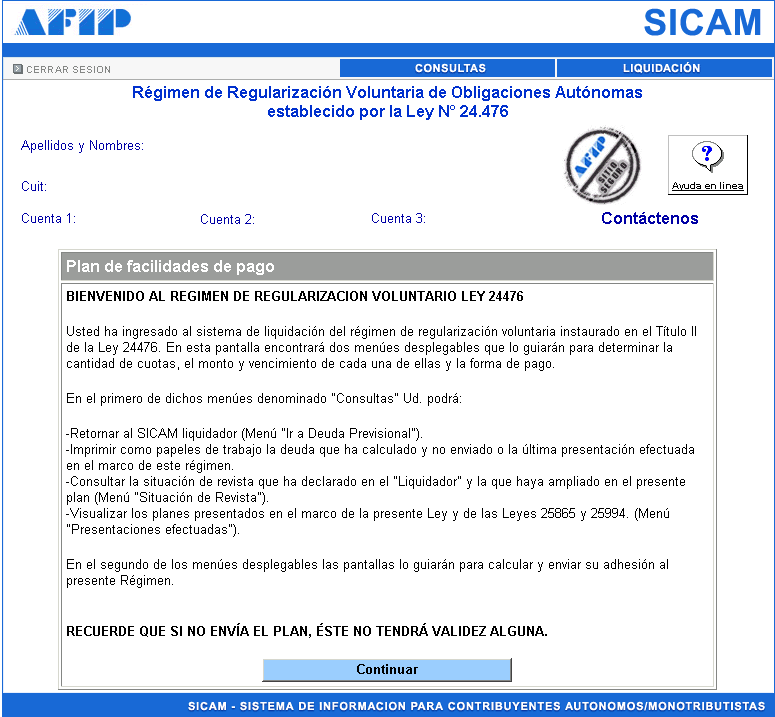 AFIP
SICAM
CERRAR SESION
CONSULTAS
LIQUIDACIÓN
Régimen de Regularización Voluntaria de Obligaciones Autónomas
establecido por la Ley N° 24.476
Apellidos y Nombres:
AFIP
SITIO
SEGURO
?
Ayuda en linea
Cuit:
Cuenta 1:
Cuenta 2:
Cuenta 3:
Contáctenos
Plan de facilidades de pago
BIENVENIDO AL REGIMEN DE REGULARIZACION VOLUNTARIO LEY 24476
Usted ha ingresado al sistema de liquidación del régimen de regularización voluntaria instaurado en el Título II
de la Ley 24476. En esta pantalla encontrará dos menúes desplegables que lo guiarán para determinar la
cantidad de cuotas, el monto y vencimiento de cada una de ellas y la forma de pago.
En el primero de dichos menúes denominado "Consultas" Ud. podrá:
-Retornar al SICAM liquidador (Menú "Ir a Deuda Previsional").
-Imprimir como papeles de trabajo la deuda que ha calculado y no enviado o la última presentación efectuada
en el marco de este régimen.
-Consultar la situación de revista que ha declarado en el "Liquidador" y la que haya ampliado en el presente
plan (Menú "Situación de Revista").
-Visualizar los planes presentados en el marco de la presente Ley y de las Leyes 25865 y 25994. (Menú
"Presentaciones efectuadas").
En el segundo de los menúes desplegables las pantallas lo guiarán para calcular y enviar su adhesión al
presente Régimen.
RECUERDE QUE SI NO ENVÍA EL PLAN, ÉSTE NO TENDRÁ VALIDEZ ALGUNA.
Continuar
SICAM - SISTEMA DE INFORMACION PARA CONTRIBUYENTES AUTONOMOS/MONOTRIBUTISTAS